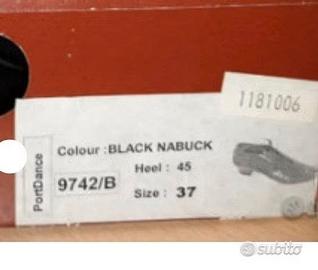 1181006
Colour : BLACK NABUCK
Heel : 45
9742/B
Size : 37
PortDance
subito